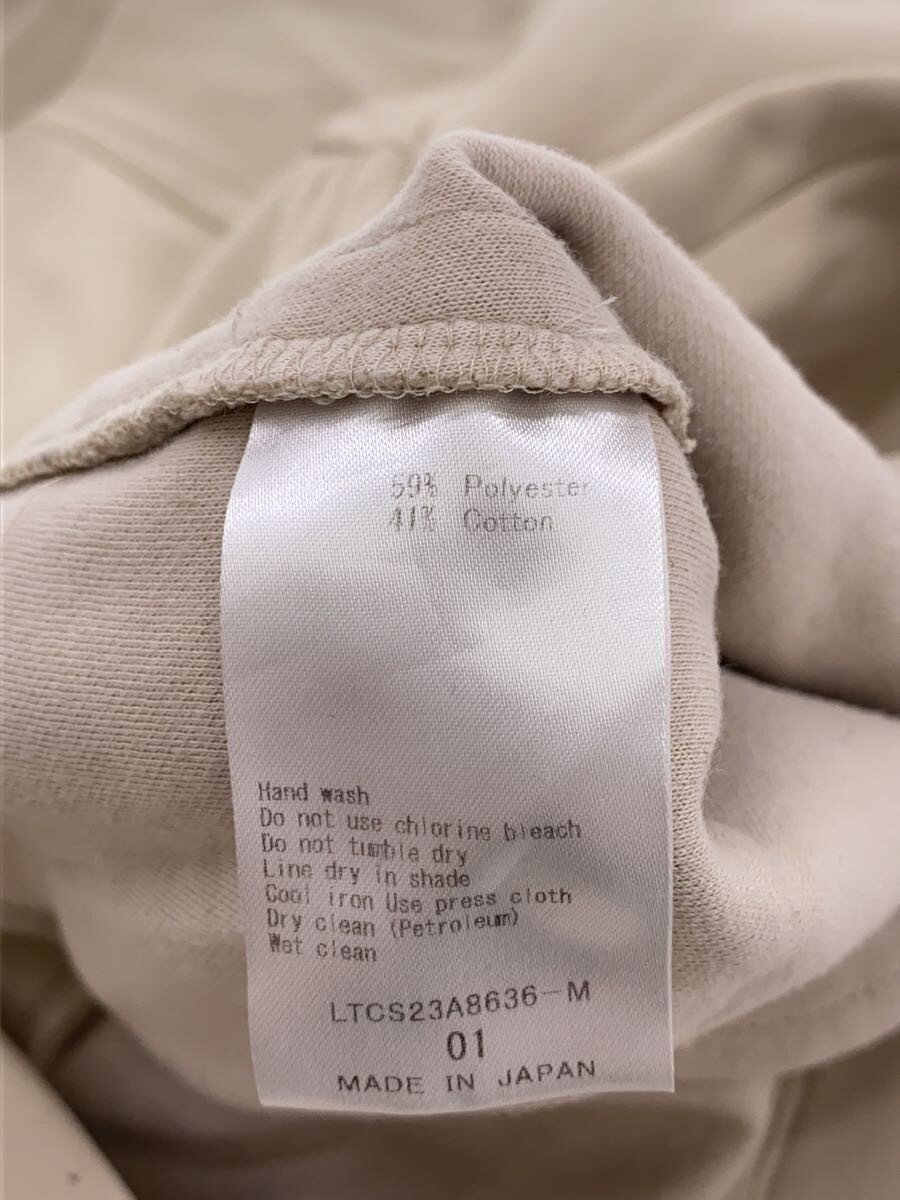 59% Polyester
41% Cotton
Hand wash
Do not use chlorine bleach
Do not tumble dry
Line dry in shade
Cool iron Use press cloth
Dry clean (Petroleum)
Wet clean
LTCS23A8636-M
01
MADE IN JAPAN